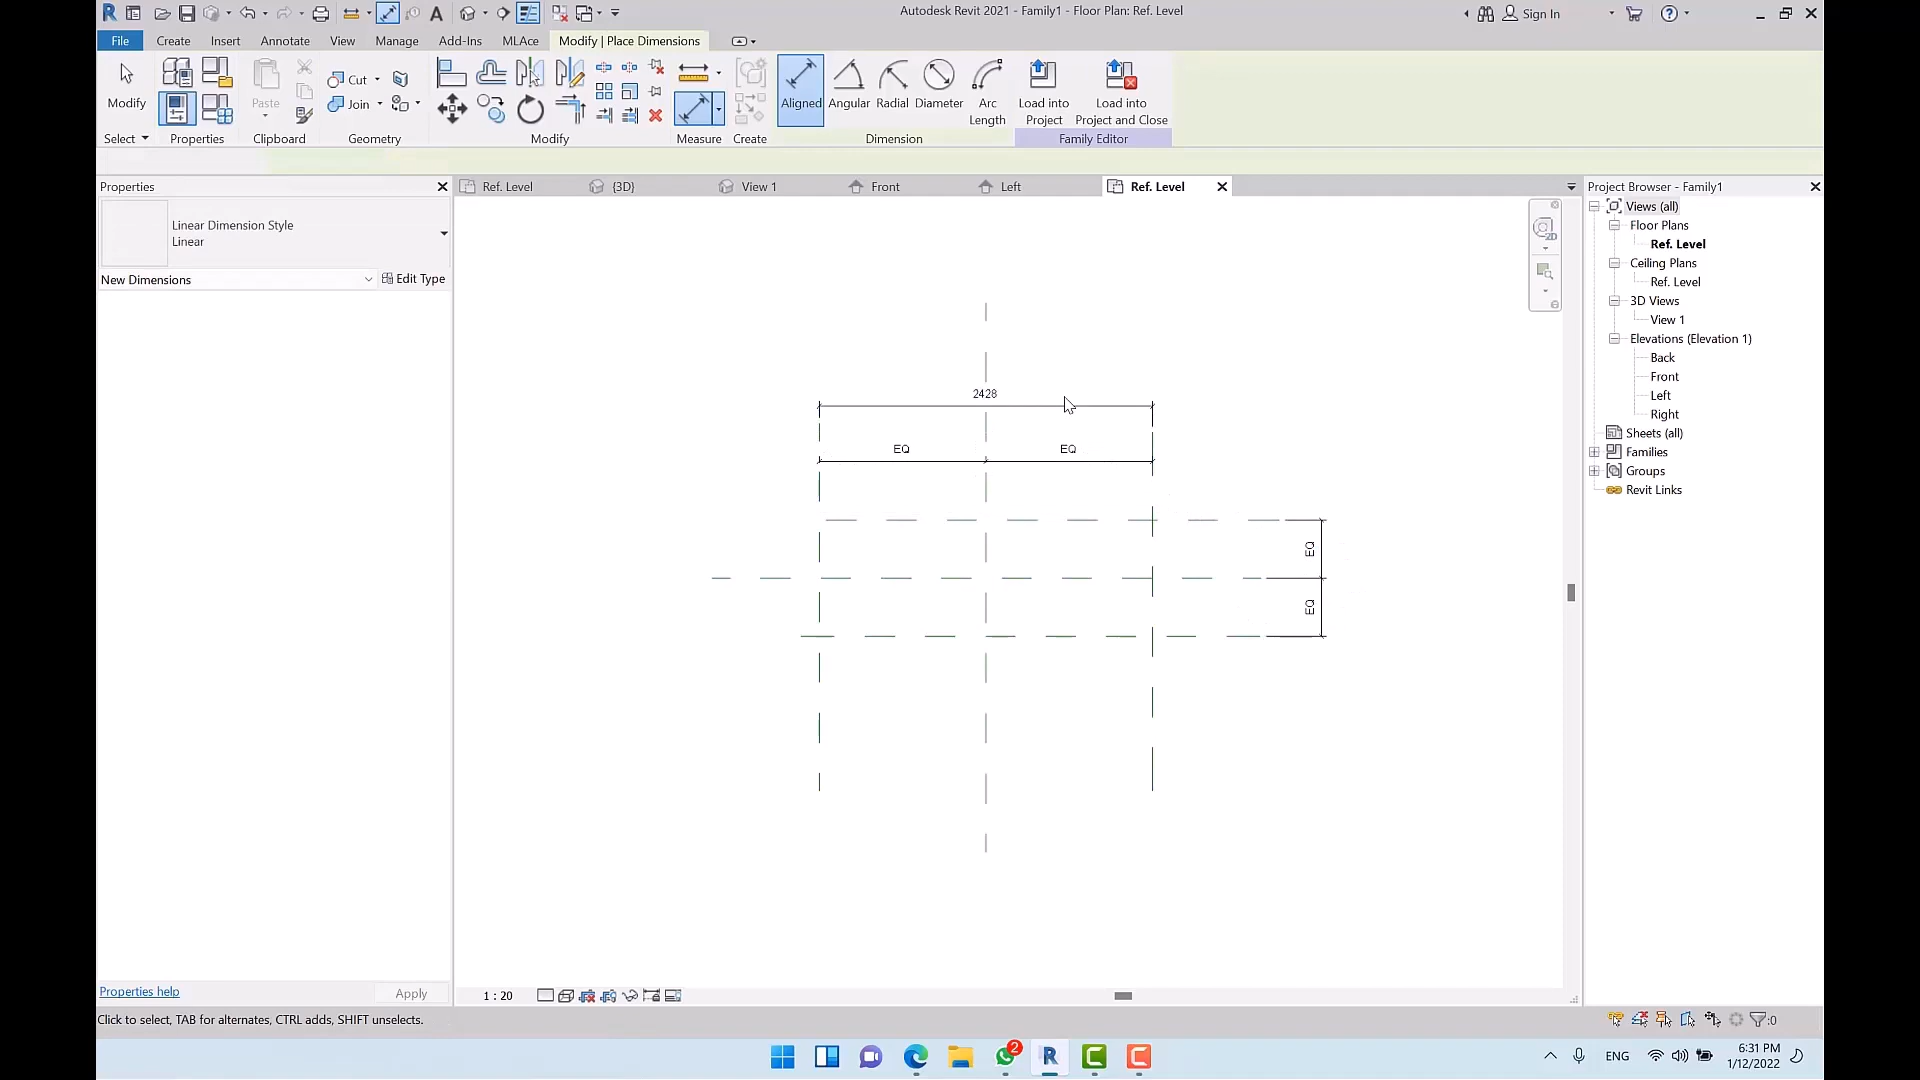 Autodesk Revit 2021 - Family1 - Floor Plan: Ref. Level
Sign In
File
Create
Insert
Annotate
View
Manage
Add-Ins
MLAce
Modify | Place Dimensions
Modify
Paste
Cut
Join
Aligned
Angular
Radial
Diameter
Arc
Length
Load into
Project
Load into
Project and Close
Select
Properties
Clipboard
Geometry
Modify
Measure
Create
Dimension
Family Editor
Properties
Linear Dimension Style
Linear
New Dimensions
Edit Type
Ref. Level
{3D}
View 1
Front
Left
Ref. Level
2428
EQ
EQ
EQ
EQ
2D
Project Browser - Family1
Views (all)
Floor Plans
Ref. Level
Ceiling Plans
Ref. Level
3D Views
View 1
Elevations (Elevation 1)
Back
Front
Left
Right
Sheets (all)
Families
Groups
Revit Links
Properties help
Apply
1 : 20
Click to select, TAB for alternates, CTRL adds, SHIFT unselects.
:0
2
ENG
6:31 PM
1/12/2022